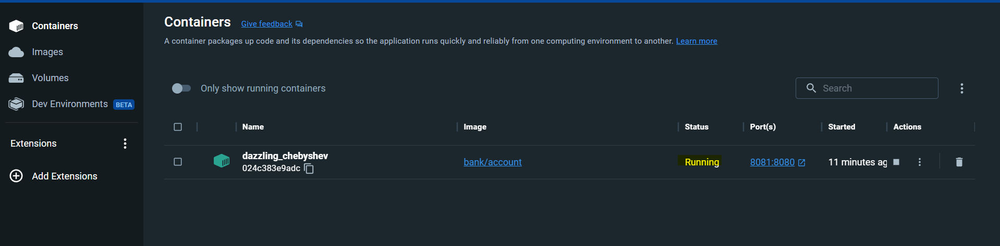 Containers
Images
Volumes
Dev Environments BETA
Extensions
Add Extensions
Containers Give feedback
A container packages up code and its dependencies so the application runs quickly and reliably from one computing environment to another. Learn more
Only show running containers
Search
Name Image Status Port(s) Started Actions
dazzling_chebyshev
024c383e9adc
bank/account Running 8081:8080 11 minutes ag